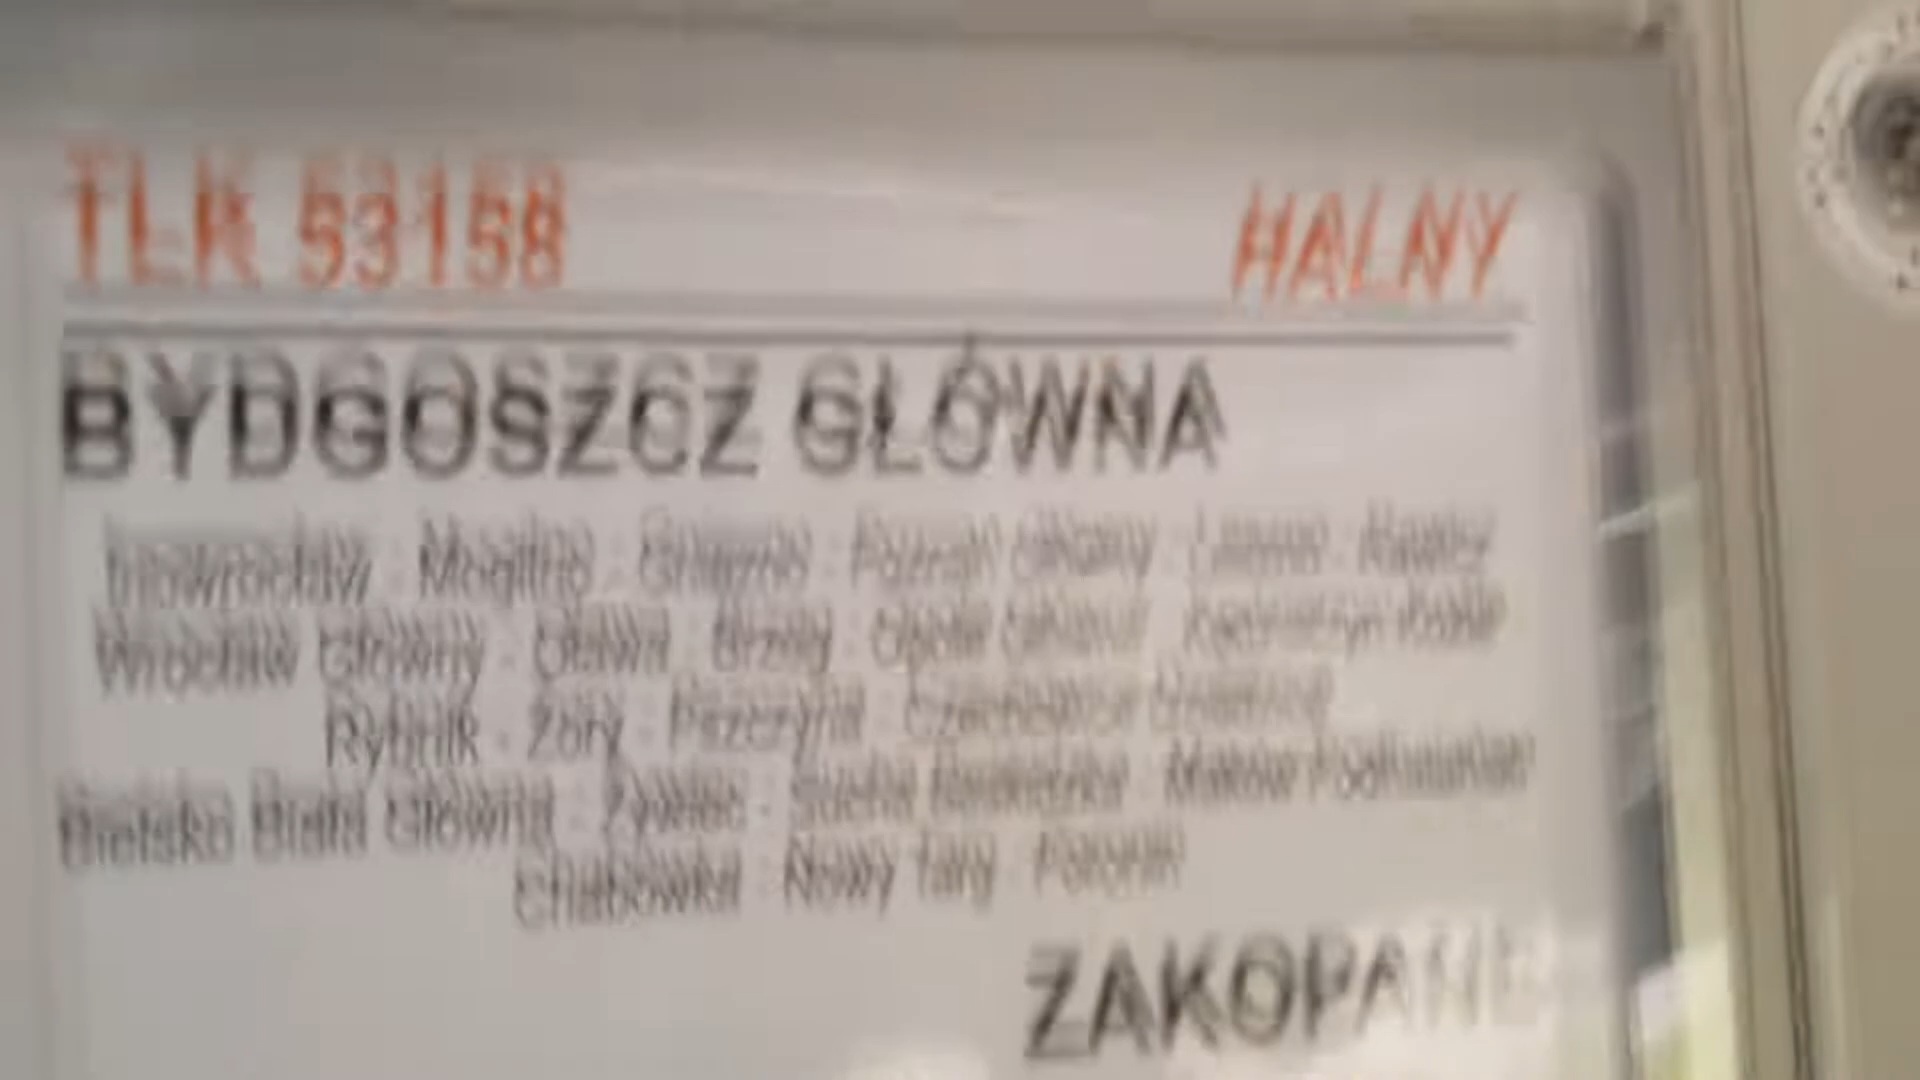 TLK 53158 HALNY
BYDGOSZCZ GŁÓWNA
Inowrocław - Mogilno - Gniezno - Poznań Główny - Leszno - Rawicz
Wrocław Główny - Oława - Brzeg - Opole Główne - Kędzierzyn Koźle
Rybnik - Żory - Pszczyna - Czechowice Dziedzice
Bielsko Biała Główna - Żywiec - Sucha Beskidzka - Maków Podhalański
Chabówka - Nowy Targ - Poronin
ZAKOPANE